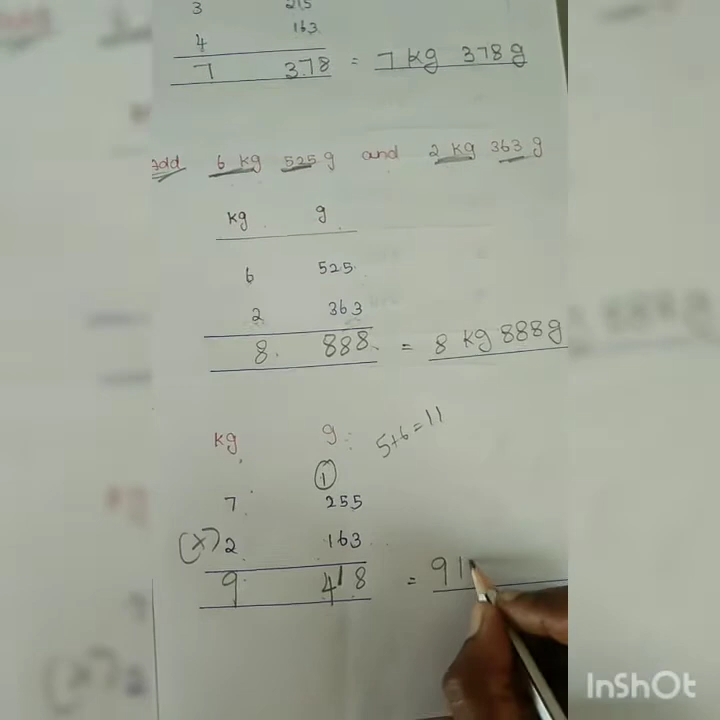 3 215
4 163
7 378 = 7 kg 378 g
Add 6 kg 525 g and 2 kg 363 g
kg g
6 525
2 363
8 888 = 8 kg 888g
kg g
5+6=11
1
7 255
(x) 2 163
9 418 = 91
InShOt